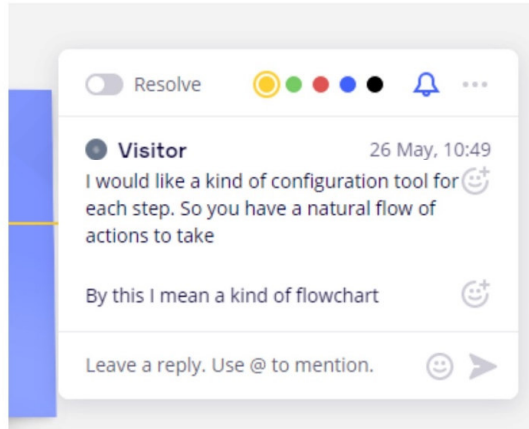 Resolve
Visitor
26 May, 10:49
I would like a kind of configuration tool for
each step. So you have a natural flow of
actions to take
By this I mean a kind of flowchart
Leave a reply. Use @ to mention.